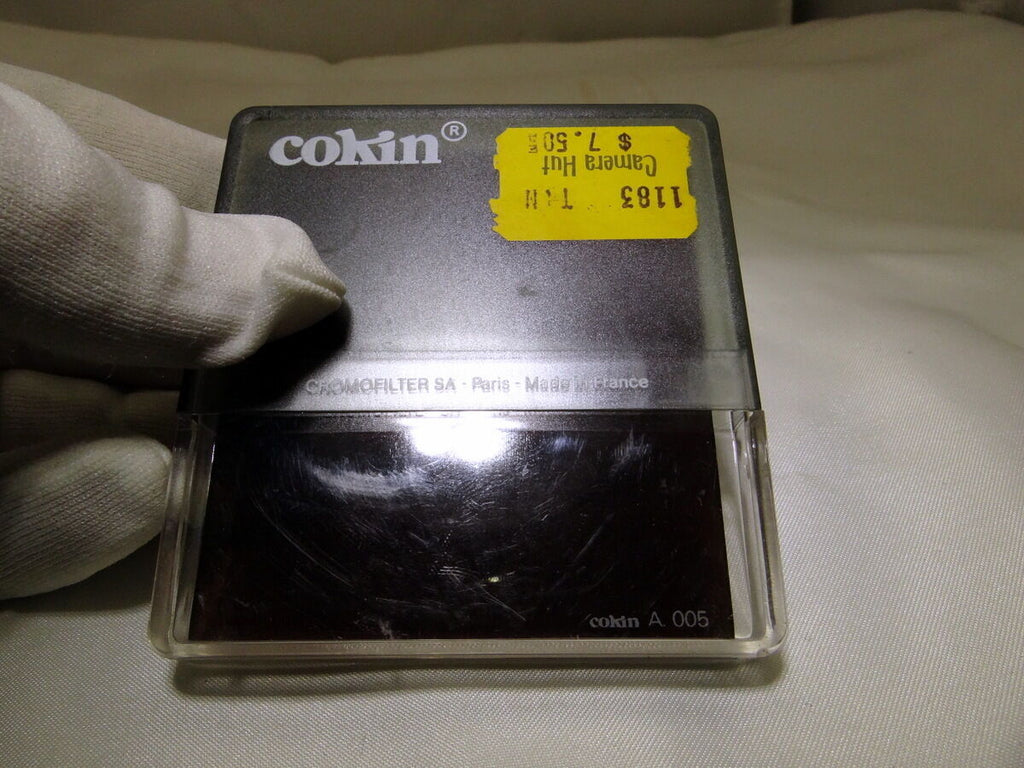 cokin®
1183 T
Camera Hut
$ 7.50
CROMOFILTER SA - Paris - Made in France
cokin A. 005